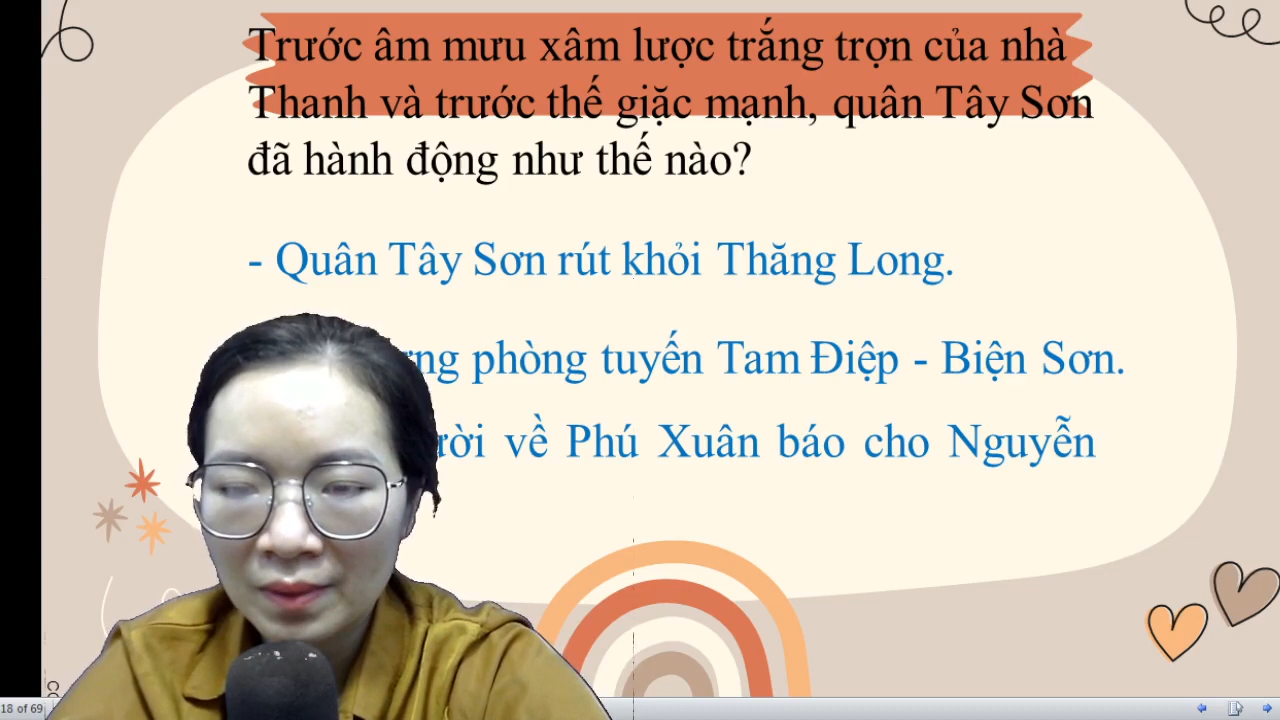 Trước âm mưu xâm lược trắng trợn của nhà
Thanh và trước thế giặc mạnh, quân Tây Sơn
đã hành động như thế nào?
- Quân Tây Sơn rút khỏi Thăng Long.
phòng tuyến Tam Điệp - Biện Sơn.
về Phú Xuân báo cho Nguyễn
18 of 69